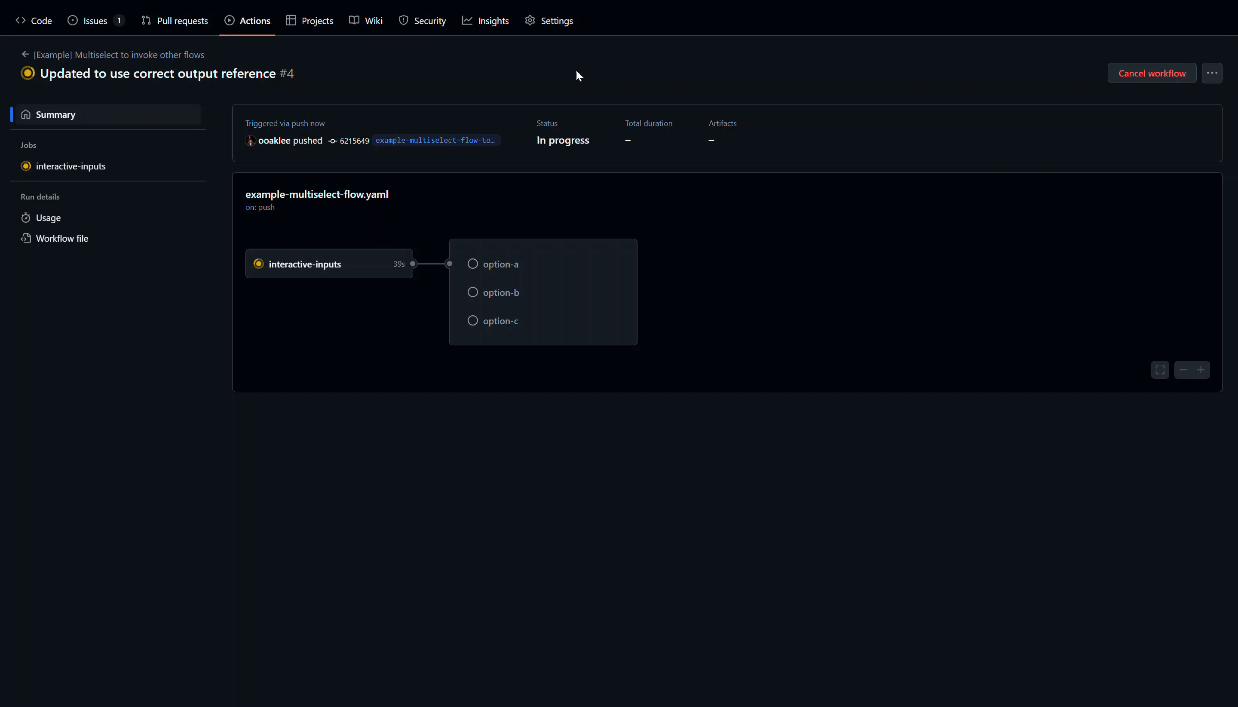 Code Issues 1 Pull requests Actions Projects Wiki Security Insights Settings
[Example] Multiselect to invoke other flows
Updated to use correct output reference #4
Cancel workflow
Summary
Jobs
interactive-inputs
Run details
Usage
Workflow file
Triggered via push now
ooaklee pushed 6215649 example-multiselect-flow-to…
Status
In progress
Total duration
–
Artifacts
–
example-multiselect-flow.yaml
on: push
interactive-inputs 39s
option-a
option-b
option-c